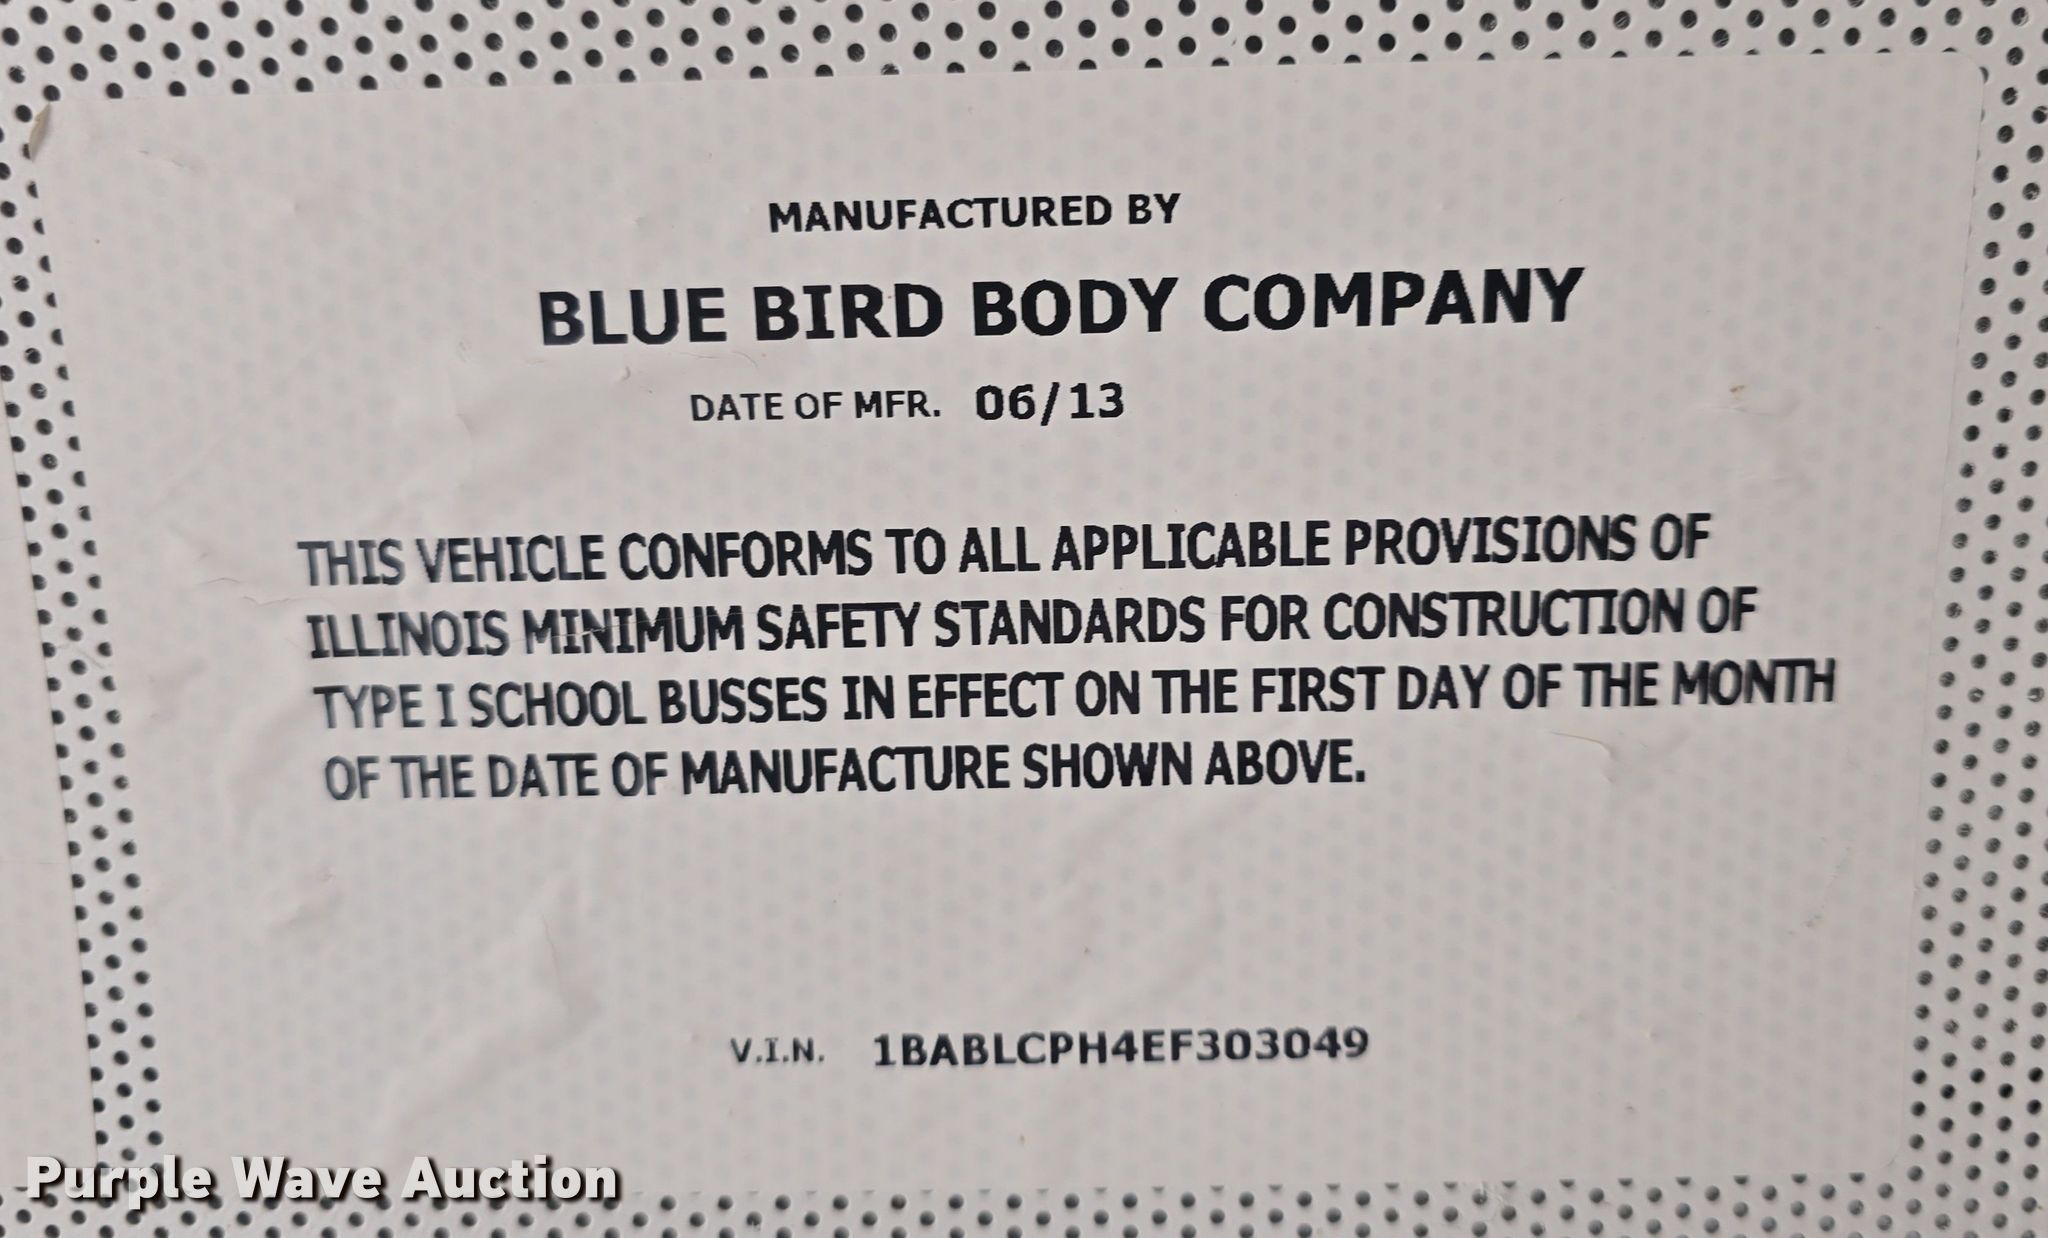 MANUFACTURED BY
BLUE BIRD BODY COMPANY
DATE OF MFR. 06/13
THIS VEHICLE CONFORMS TO ALL APPLICABLE PROVISIONS OF
ILLINOIS MINIMUM SAFETY STANDARDS FOR CONSTRUCTION OF
TYPE I SCHOOL BUSSES IN EFFECT ON THE FIRST DAY OF THE MONTH
OF THE DATE OF MANUFACTURE SHOWN ABOVE.
V.I.N. 1BABLCPH4EF303049
Purple Wave Auction